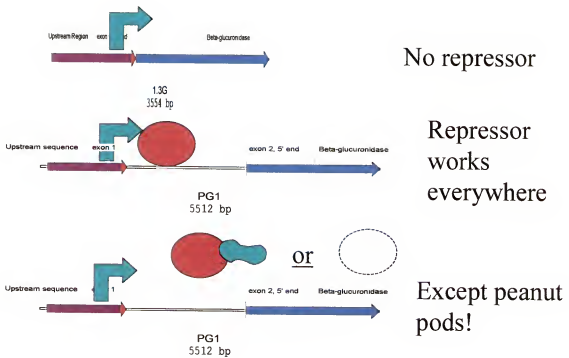 Upstream Region exon
Beta-glucuronidase
No repressor
1.3G
3554 bp
Upstream sequence exon 1
exon 2, 5' end Beta-glucuronidase
Repressor
works
everywhere
PG1
5512 bp
or
Upstream sequence 1
exon 2, 5' end Beta-glucuronidase
Except peanut
pods!
PG1
5512 bp